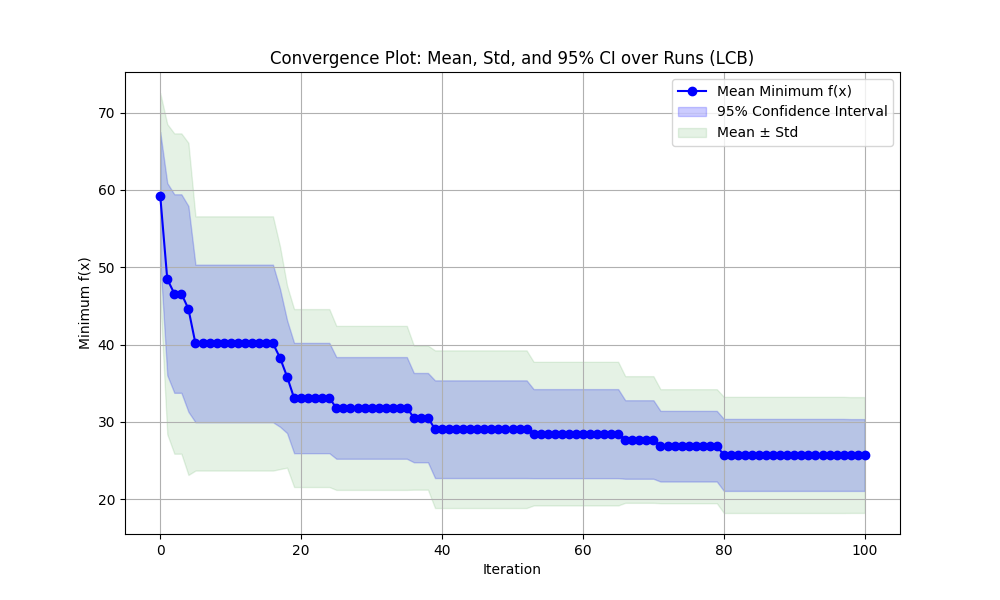 Convergence Plot: Mean, Std, and 95% CI over Runs (LCB)
Mean Minimum f(x)
95% Confidence Interval
Mean ± Std
Minimum f(x)
70
60
50
40
30
20
0
20
40
60
80
100
Iteration